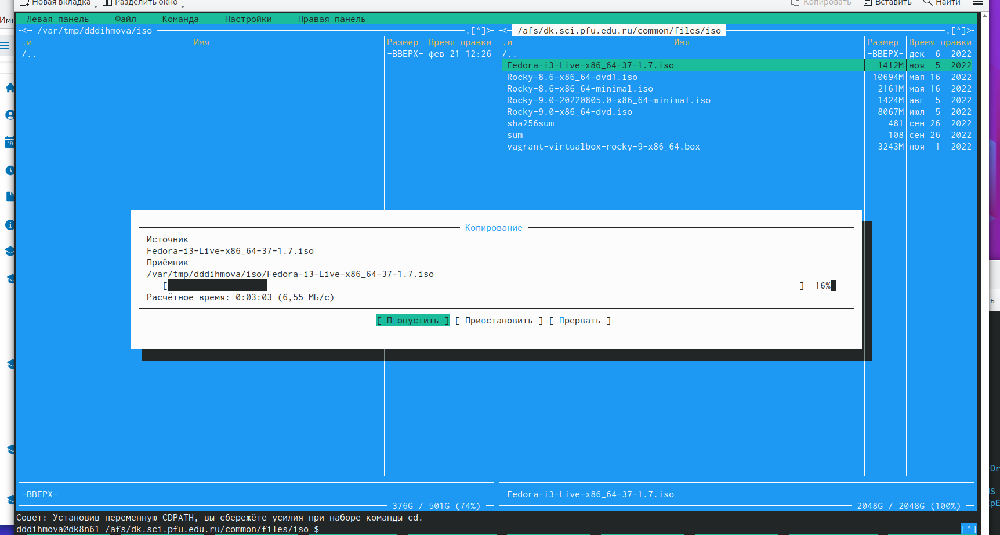 Новая вкладка Разделить окно Копировать Вставить Найти
Левая панель Файл Команда Настройки Правая панель
<─ /var/tmp/dddihmova/iso .[^]> <─ /afs/dk.sci.pfu.edu.ru/common/files/iso .[^]>
.и Имя Размер Время правки .и Имя Размер Время правки
/.. -ВВЕРХ- фев 21 12:26 /.. -ВВЕРХ- дек 6 2022
Fedora-i3-Live-x86_64-37-1.7.iso 1412M ноя 5 2022
Rocky-8.6-x86_64-dvd1.iso 10694M мая 16 2022
Rocky-8.6-x86_64-minimal.iso 2161M мая 16 2022
Rocky-9.0-20220805.0-x86_64-minimal.iso 1424M авг 5 2022
Rocky-9.0-x86_64-dvd.iso 8067M июл 5 2022
sha256sum 481 сен 26 2022
sum 108 сен 26 2022
vagrant-virtualbox-rocky-9-x86_64.box 3243M ноя 1 2022
Копирование
Источник
Fedora-i3-Live-x86_64-37-1.7.iso
Приёмник
/var/tmp/dddihmova/iso/Fedora-i3-Live-x86_64-37-1.7.iso
[ ] 16%
Расчётное время: 0:03:03 (6,55 МБ/с)
[ Пропустить ] [ Приостановить ] [ Прервать ]
-ВВЕРХ- Fedora-i3-Live-x86_64-37-1.7.iso
376G / 501G (74%) 2048G / 2048G (100%)
Совет: Установив переменную CDPATH, вы сбережёте усилия при наборе команды cd.
dddihmova@dk8n61 /afs/dk.sci.pfu.edu.ru/common/files/iso $ [^]